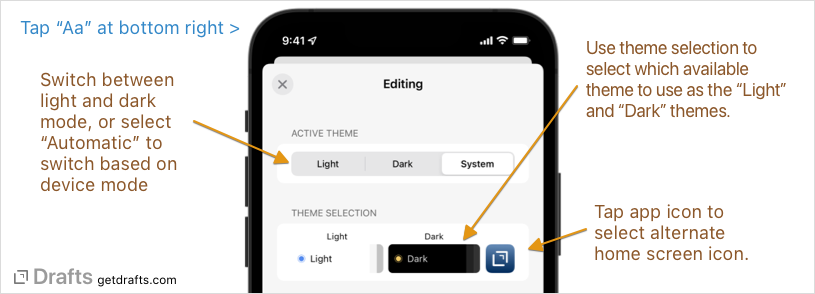 Tap “Aa” at bottom right >
Switch between
light and dark
mode, or select
“Automatic” to
switch based on
device mode
9:41
Editing
ACTIVE THEME
Light Dark System
THEME SELECTION
Light Dark
Light Dark
Use theme selection to
select which available
theme to use as the “Light”
and “Dark” themes.
Tap app icon to
select alternate
home screen icon.
Drafts getdrafts.com